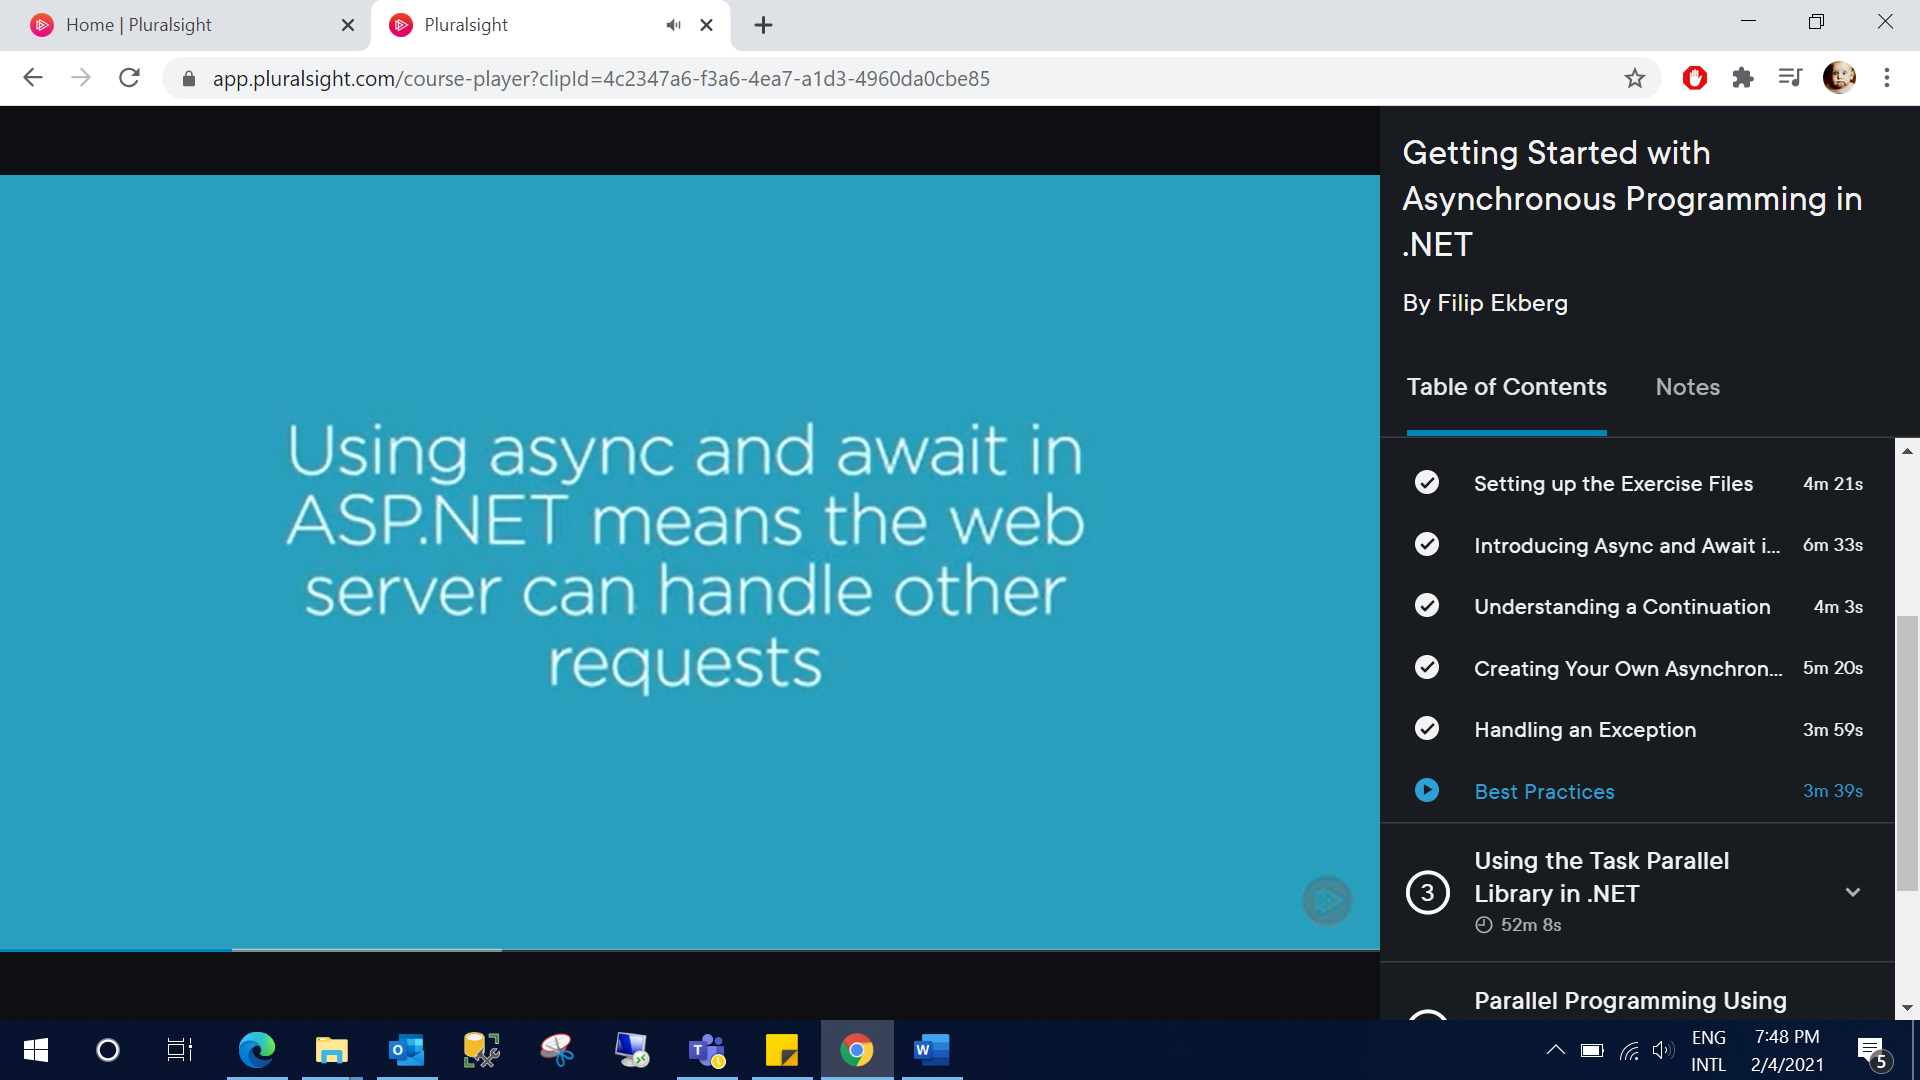 Home | Pluralsight
Pluralsight
app.pluralsight.com/course-player?clipId=4c2347a6-f3a6-4ea7-a1d3-4960da0cbe85
Using async and await in
ASP.NET means the web
server can handle other
requests
Getting Started with
Asynchronous Programming in
.NET
By Filip Ekberg
Table of Contents
Notes
Setting up the Exercise Files 4m 21s
Introducing Async and Await i... 6m 33s
Understanding a Continuation 4m 3s
Creating Your Own Asynchron... 5m 20s
Handling an Exception 3m 59s
Best Practices 3m 39s
3
Using the Task Parallel
Library in .NET
52m 8s
Parallel Programming Using
ENG
INTL
7:48 PM
2/4/2021
5